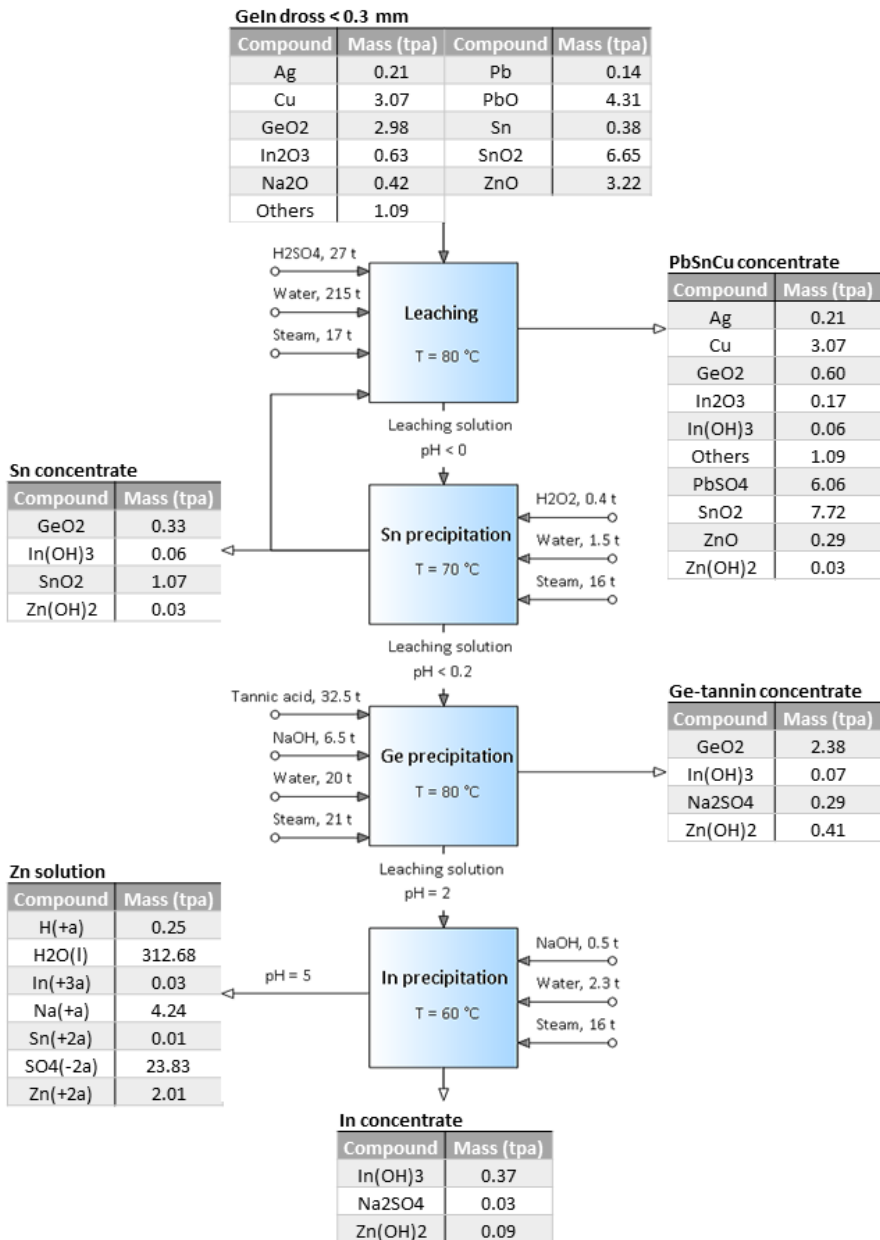 GeIn dross < 0.3 mm
Compound Mass (tpa) Compound Mass (tpa)
Ag 0.21 Pb 0.14
Cu 3.07 PbO 4.31
GeO2 2.98 Sn 0.38
In2O3 0.63 SnO2 6.65
Na2O 0.42 ZnO 3.22
Others 1.09
H2SO4, 27 t
Water, 215 t
Steam, 17 t
Leaching
T = 80 °C
PbSnCu concentrate
Compound Mass (tpa)
Ag 0.21
Cu 3.07
GeO2 0.60
In2O3 0.17
In(OH)3 0.06
Others 1.09
PbSO4 6.06
SnO2 7.72
ZnO 0.29
Zn(OH)2 0.03
Leaching solution
pH < 0
Sn concentrate
Compound Mass (tpa)
GeO2 0.33
In(OH)3 0.06
SnO2 1.07
Zn(OH)2 0.03
Sn precipitation
T = 70 °C
H2O2, 0.4 t
Water, 1.5 t
Steam, 16 t
Leaching solution
pH < 0.2
Tannic acid, 32.5 t
NaOH, 6.5 t
Water, 20 t
Steam, 21 t
Ge precipitation
T = 80 °C
Ge-tannin concentrate
Compound Mass (tpa)
GeO2 2.38
In(OH)3 0.07
Na2SO4 0.29
Zn(OH)2 0.41
Leaching solution
pH = 2
Zn solution
Compound Mass (tpa)
H(+a) 0.25
H2O(l) 312.68
In(+3a) 0.03
Na(+a) 4.24
Sn(+2a) 0.01
SO4(-2a) 23.83
Zn(+2a) 2.01
pH = 5
In precipitation
T = 60 °C
NaOH, 0.5 t
Water, 2.3 t
Steam, 16 t
In concentrate
Compound Mass (tpa)
In(OH)3 0.37
Na2SO4 0.03
Zn(OH)2 0.09